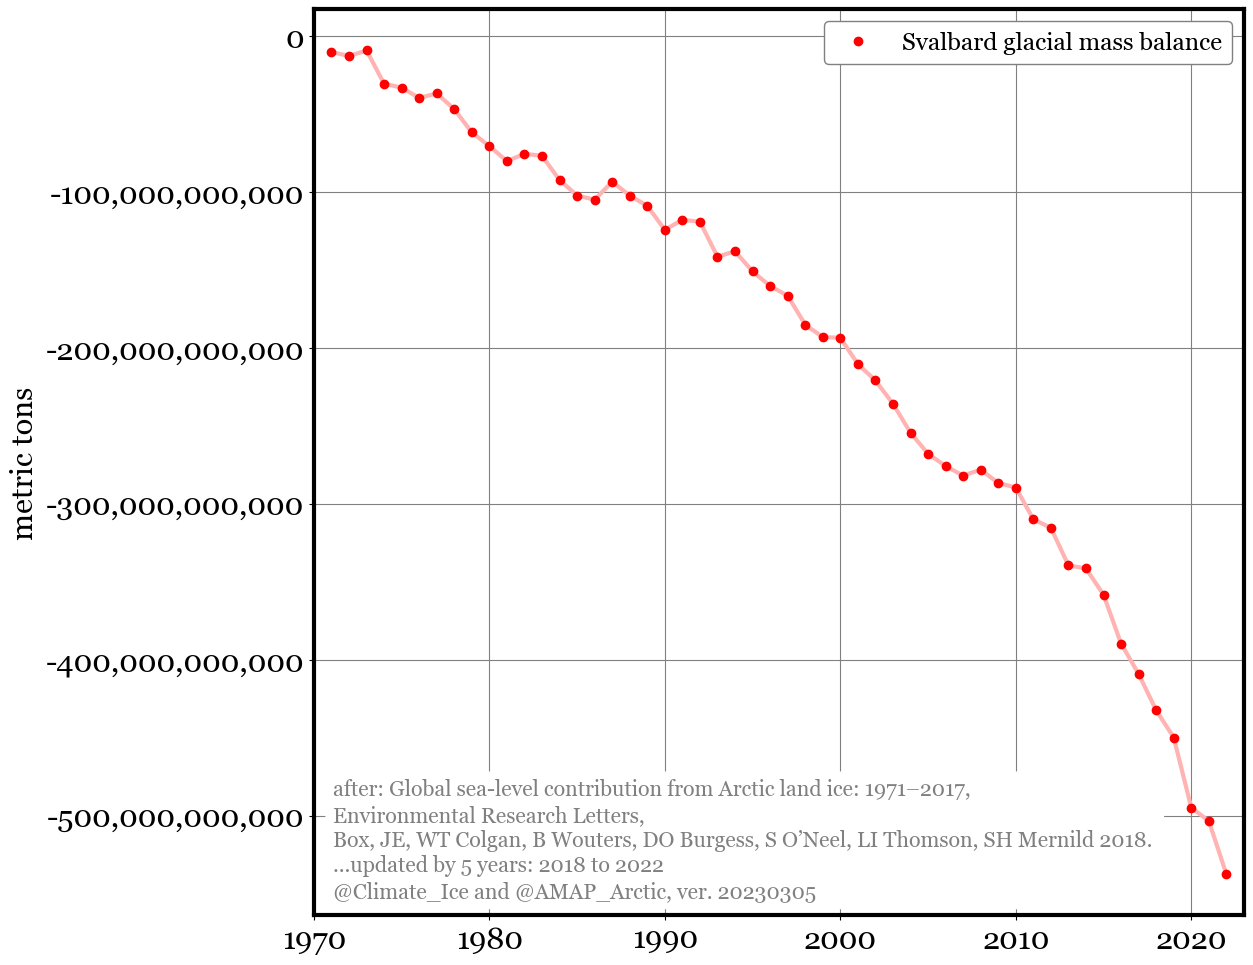 Svalbard glacial mass balance
0
-100,000,000,000
-200,000,000,000
-300,000,000,000
-400,000,000,000
-500,000,000,000
metric tons
after: Global sea-level contribution from Arctic land ice: 1971–2017,
Environmental Research Letters,
Box, JE, WT Colgan, B Wouters, DO Burgess, S O’Neel, LI Thomson, SH Mernild 2018.
...updated by 5 years: 2018 to 2022
@Climate_Ice and @AMAP_Arctic, ver. 20230305
1970 1980 1990 2000 2010 2020